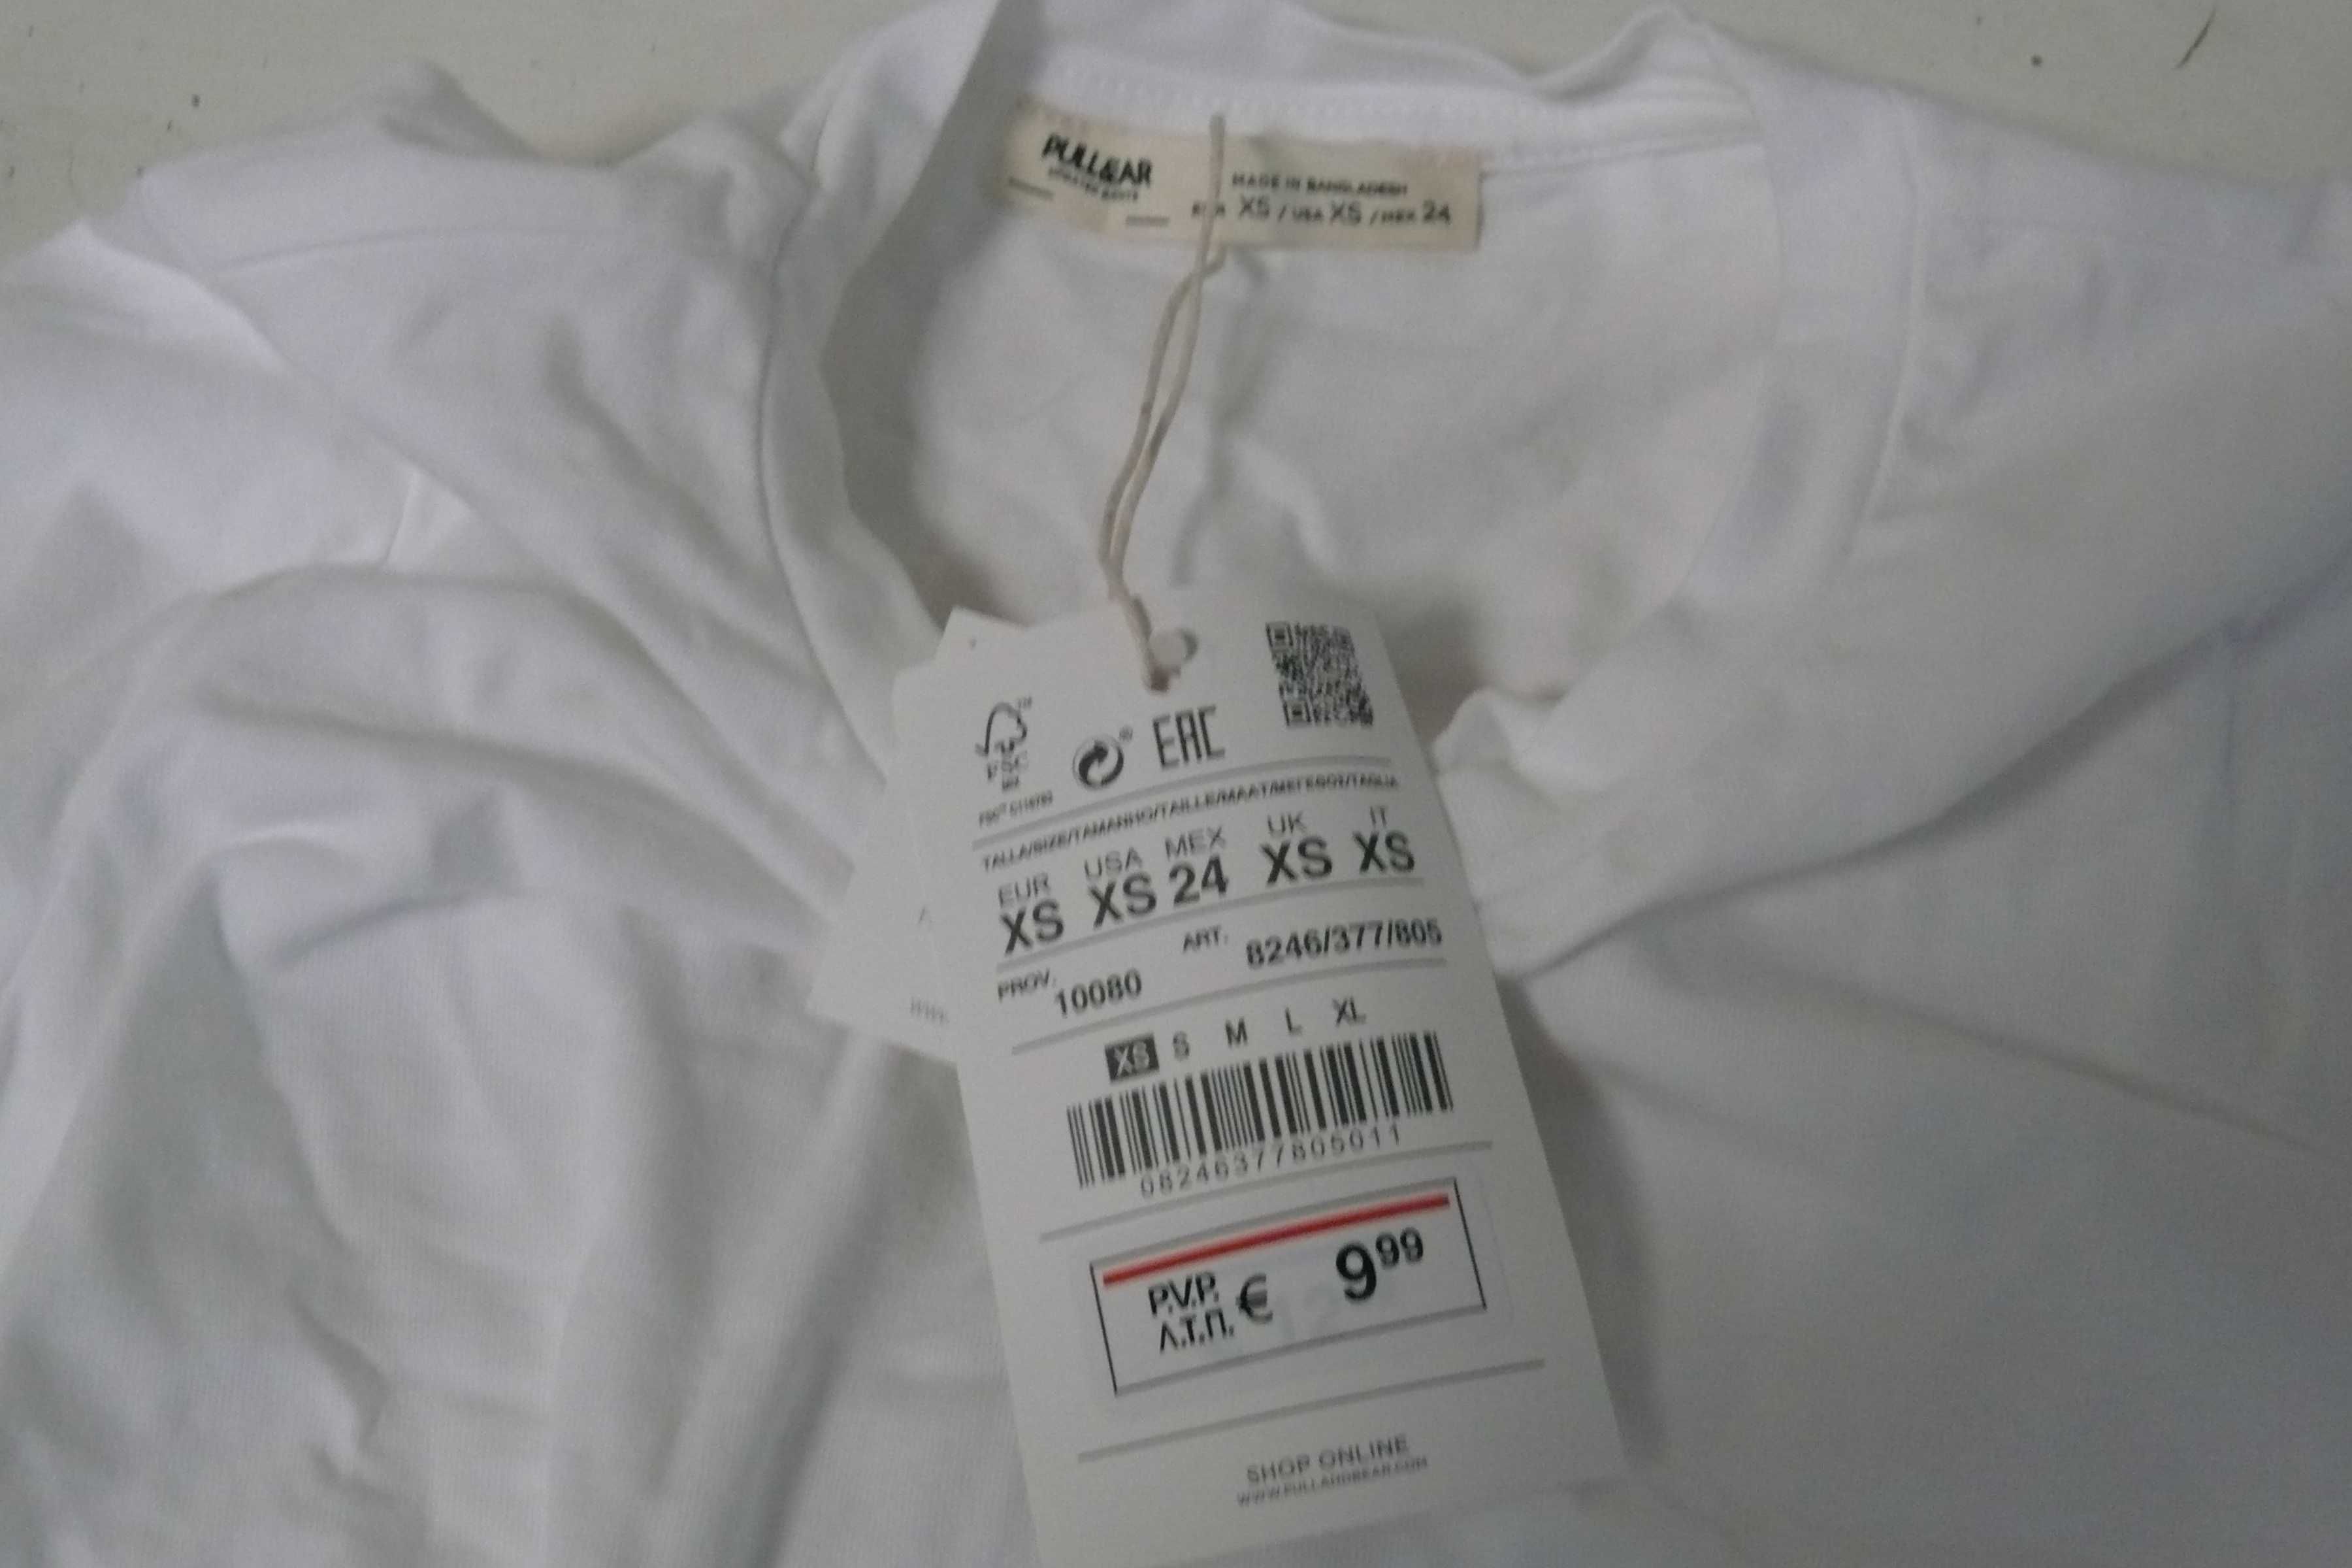 PULL&BEAR
MADE IN BANGLADESH
EUR XS / USA XS / MEX 24
FSC
EAC
TALLA/SIZE/TAMANHO/TAILLE/MAAT/ΜΕΓΕΘΟΣ/TAGLIA
EUR USA MEX UK IT
XS XS 24 XS XS
PROV. 10080 ART. 8246/377/805
XS S M L XL
08246377805011
P.V.P.
Λ.Τ.Π. € 9.99
SHOP ONLINE
WWW.PULLANDBEAR.COM